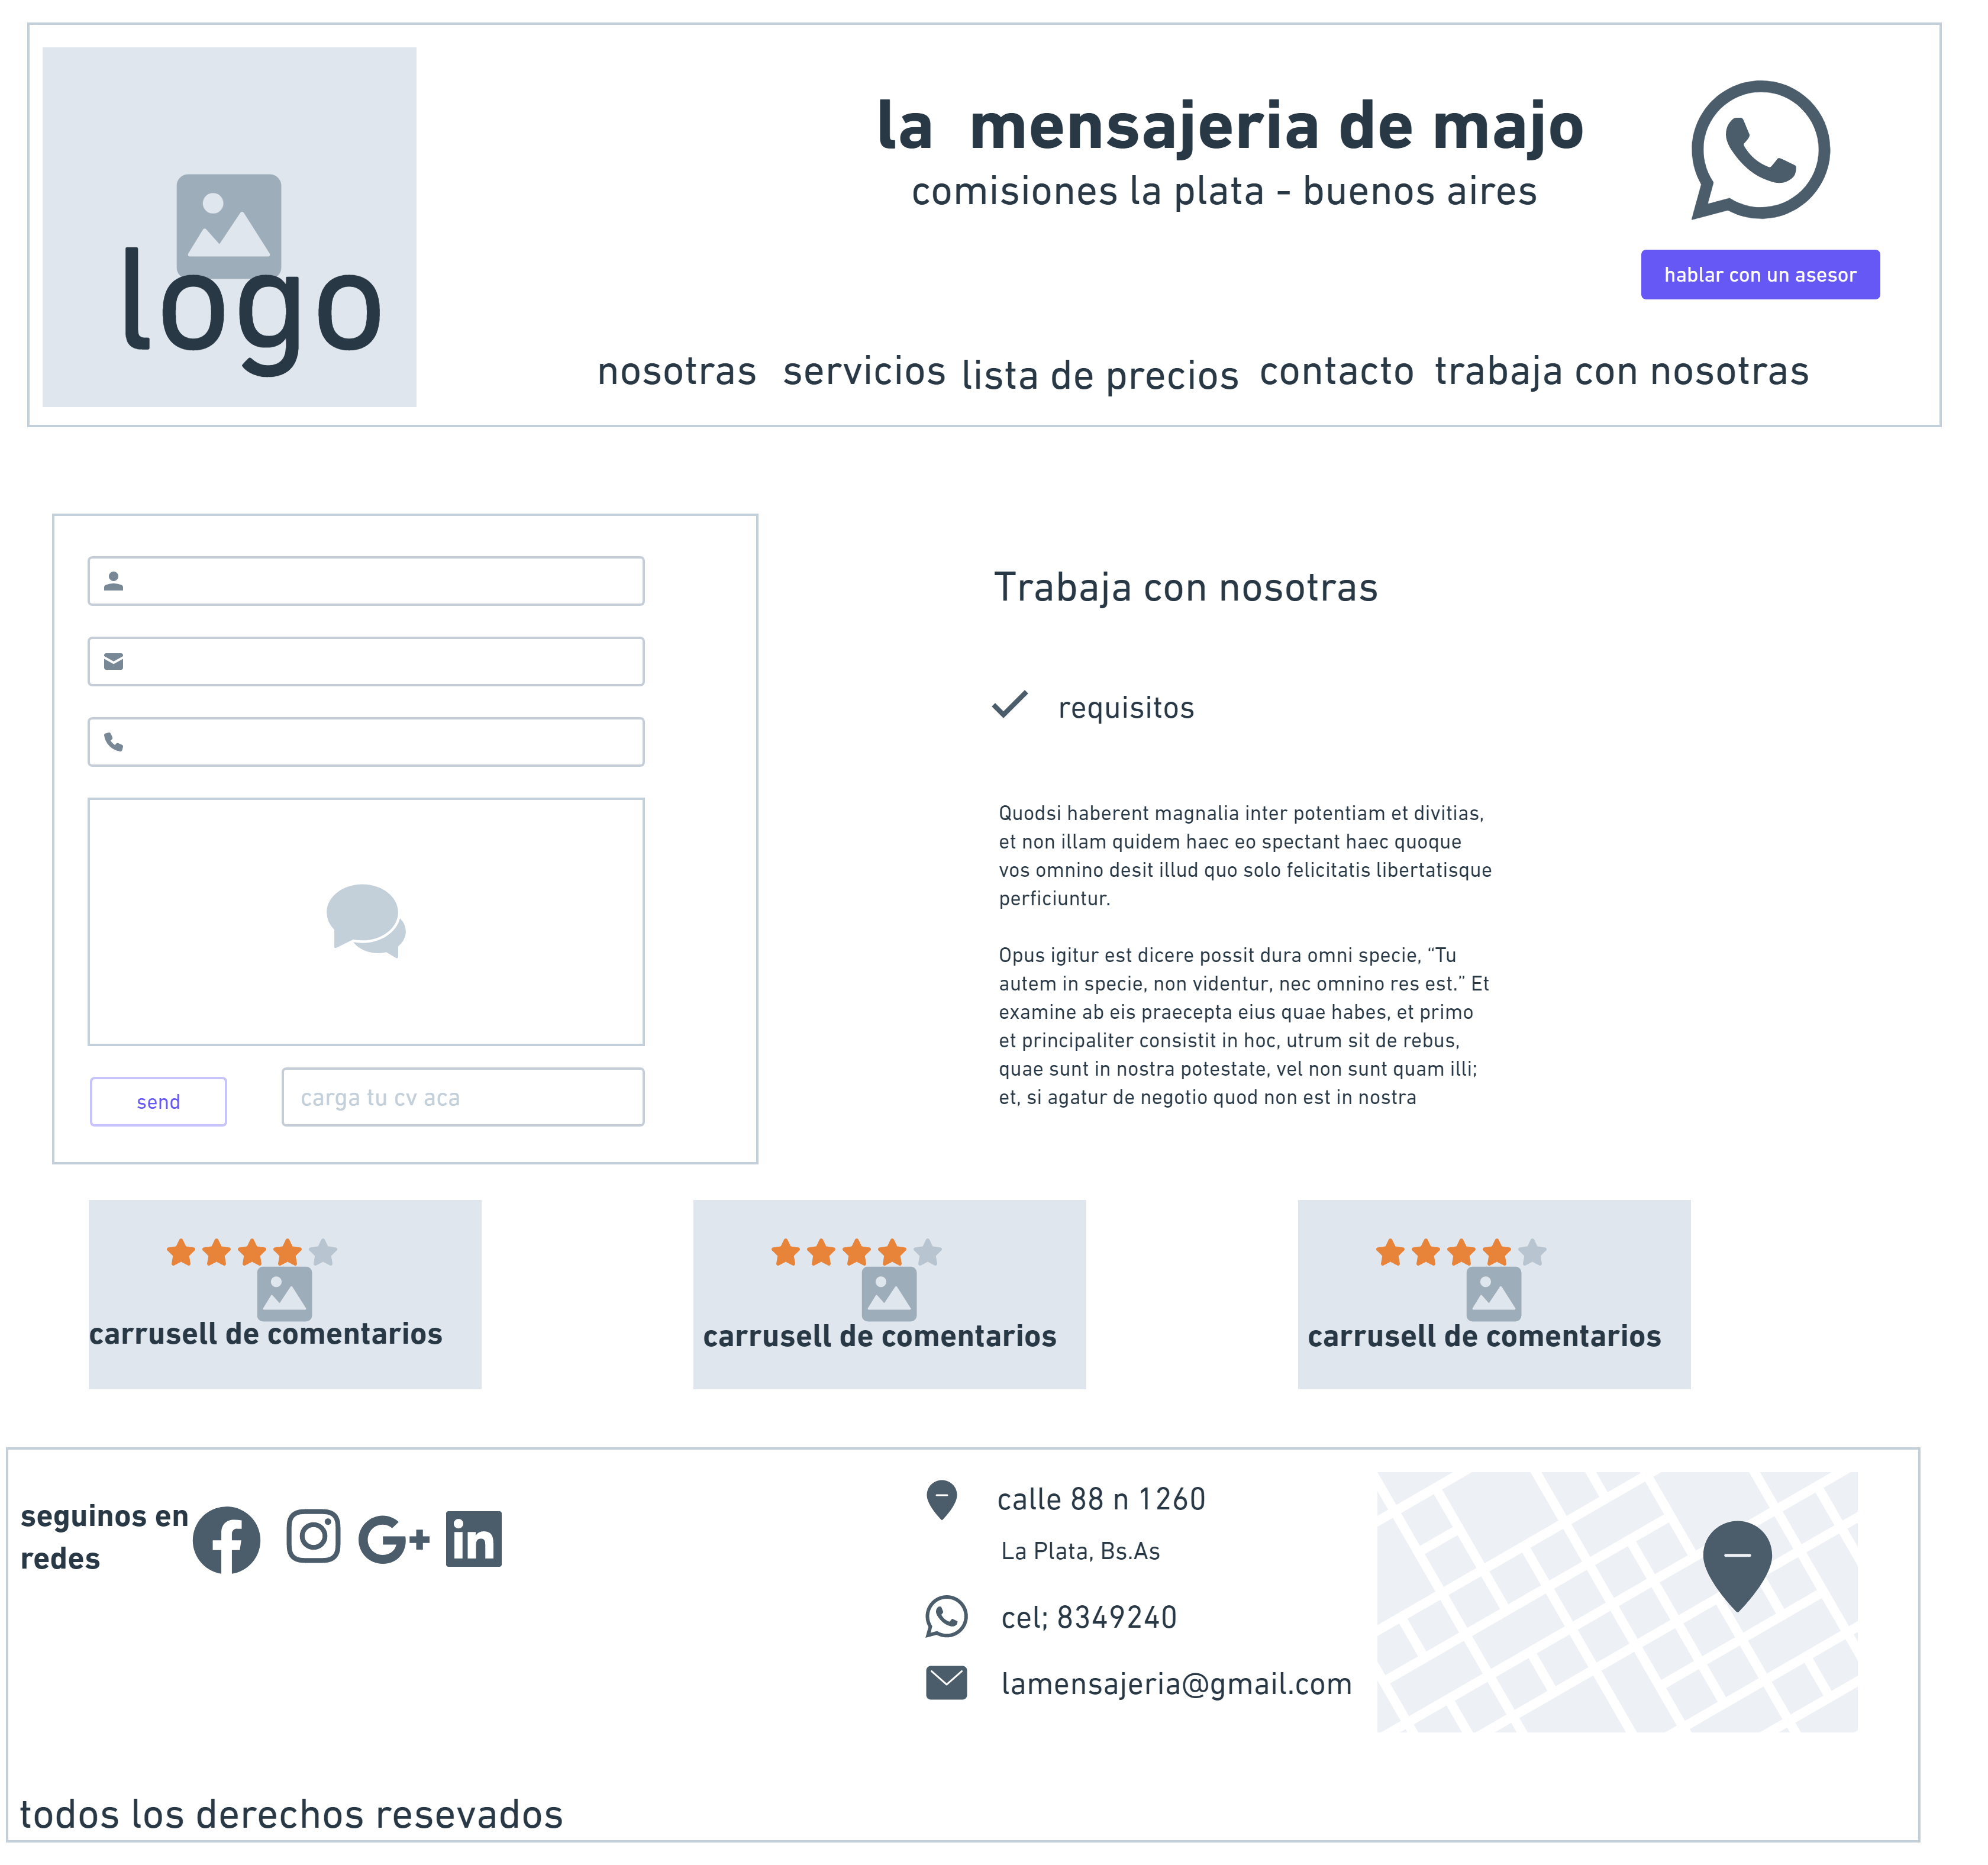 logo
la  mensajeria de majo
comisiones la plata - buenos aires
hablar con un asesor
nosotras
servicios
lista de precios
contacto
trabaja con nosotras
send
carga tu cv aca
Trabaja con nosotras
requisitos
Quodsi haberent magnalia inter potentiam et divitias,
et non illam quidem haec eo spectant haec quoque
vos omnino desit illud quo solo felicitatis libertatisque
perficiuntur.
Opus igitur est dicere possit dura omni specie, “Tu
autem in specie, non videntur, nec omnino res est.” Et
examine ab eis praecepta eius quae habes, et primo
et principaliter consistit in hoc, utrum sit de rebus,
quae sunt in nostra potestate, vel non sunt quam illi;
et, si agatur de negotio quod non est in nostra
carrusell de comentarios
carrusell de comentarios
carrusell de comentarios
seguinos en
redes
calle 88 n 1260
La Plata, Bs.As
cel; 8349240
lamensajeria@gmail.com
todos los derechos resevados